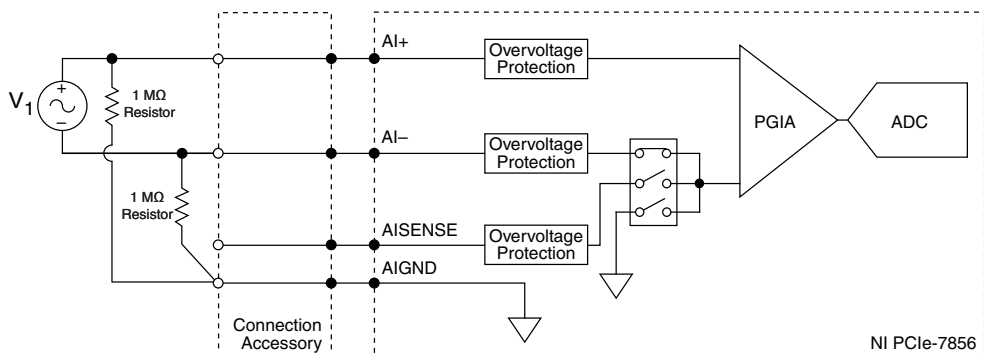 AI+
Overvoltage
Protection
+
V1
–
1 MΩ
Resistor
PGIA
ADC
AI–
Overvoltage
Protection
1 MΩ
Resistor
AISENSE
Overvoltage
Protection
AIGND
Connection
Accessory
NI PCIe-7856